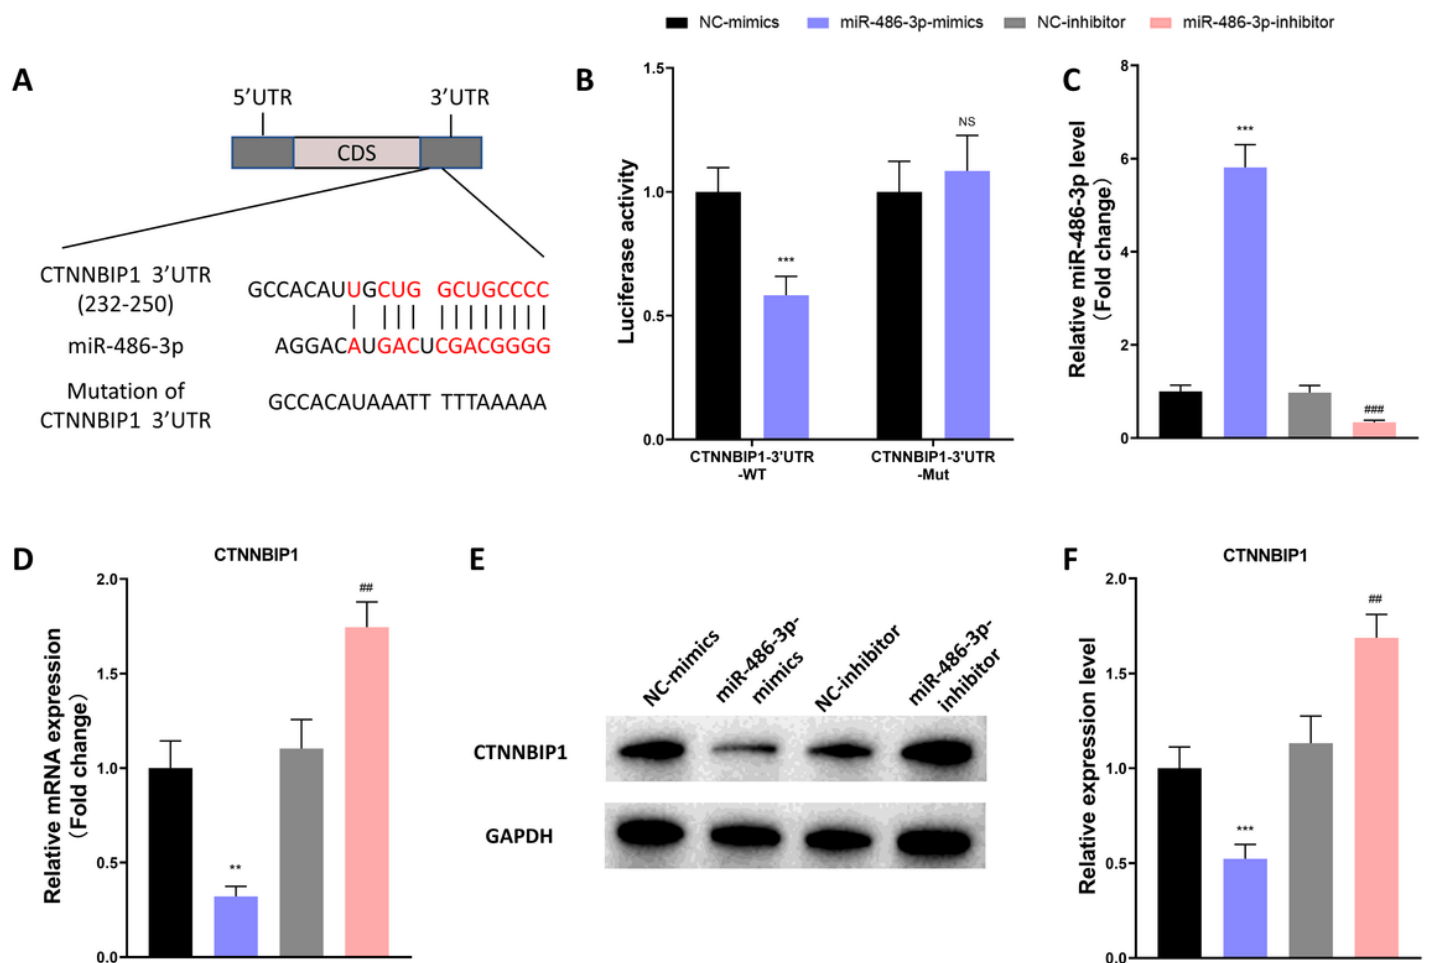 NC-mimics miR-486-3p-mimics NC-inhibitor miR-486-3p-inhibitor
A
5’UTR 3’UTR
CDS
CTNNBIP1 3’UTR
(232-250)
GCCACAUUGCUG GCUGCCCC
miR-486-3p
AGGACAUGACUCGACGGGG
Mutation of
CTNNBIP1 3’UTR
GCCACAUAAATT TTTAAAAA
B
Luciferase activity
1.5
1.0
0.5
0.0
***
NS
CTNNBIP1-3'UTR
-WT
CTNNBIP1-3'UTR
-Mut
C
Relative miR-486-3p level
(Fold change)
8
6
4
2
0
***
###
D
CTNNBIP1
Relative mRNA expression
(Fold change)
2.0
1.5
1.0
0.5
0.0
**
##
E
NC-mimics
miR-486-3p-
mimics
NC-inhibitor
miR-486-3p-
inhibitor
CTNNBIP1
GAPDH
F
CTNNBIP1
Relative expression level
2.0
1.5
1.0
0.5
0.0
***
##